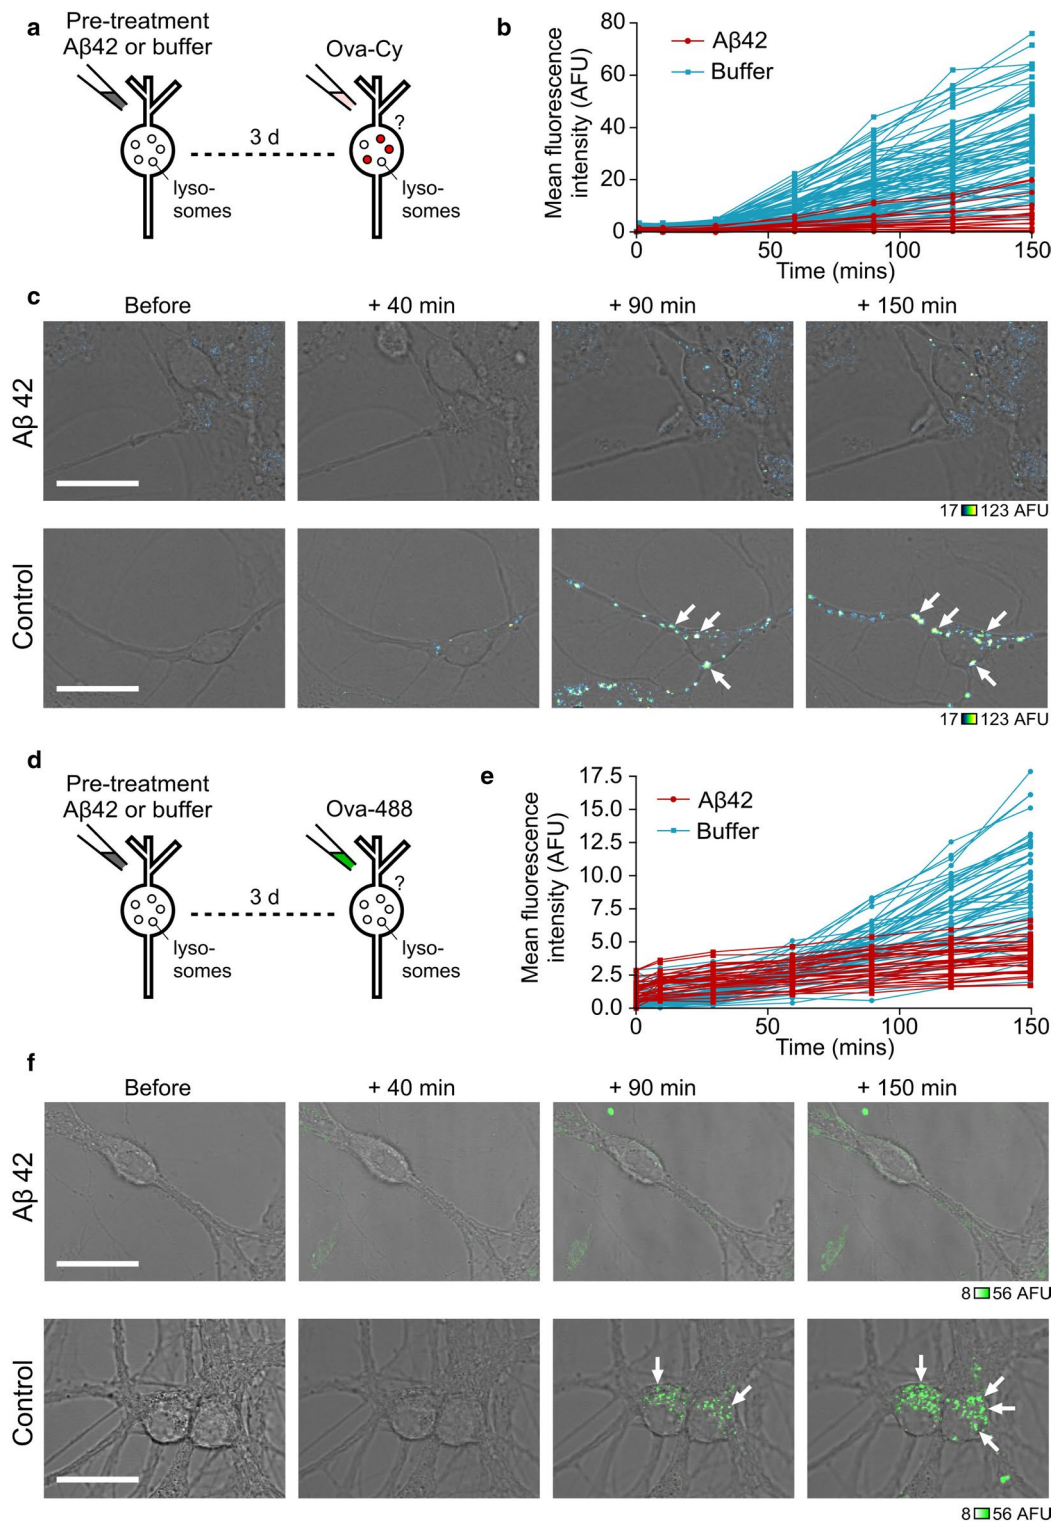 a
Pre-treatment
Aβ42 or buffer
Ova-Cy
?
3 d
lyso-
somes
lyso-
somes
b
Mean fluorescence
intensity (AFU)
80
60
40
20
0
Aβ42
Buffer
0
50
100
150
Time (mins)
c
Before
+ 40 min
+ 90 min
+ 150 min
Aβ 42
17 123 AFU
Control
17 123 AFU
d
Pre-treatment
Aβ42 or buffer
Ova-488
?
3 d
lyso-
somes
lyso-
somes
e
Mean fluorescence
intensity (AFU)
17.5
15.0
12.5
10.0
7.5
5.0
2.5
0.0
Aβ42
Buffer
0
50
100
150
Time (mins)
f
Before
+ 40 min
+ 90 min
+ 150 min
Aβ 42
8 56 AFU
Control
8 56 AFU